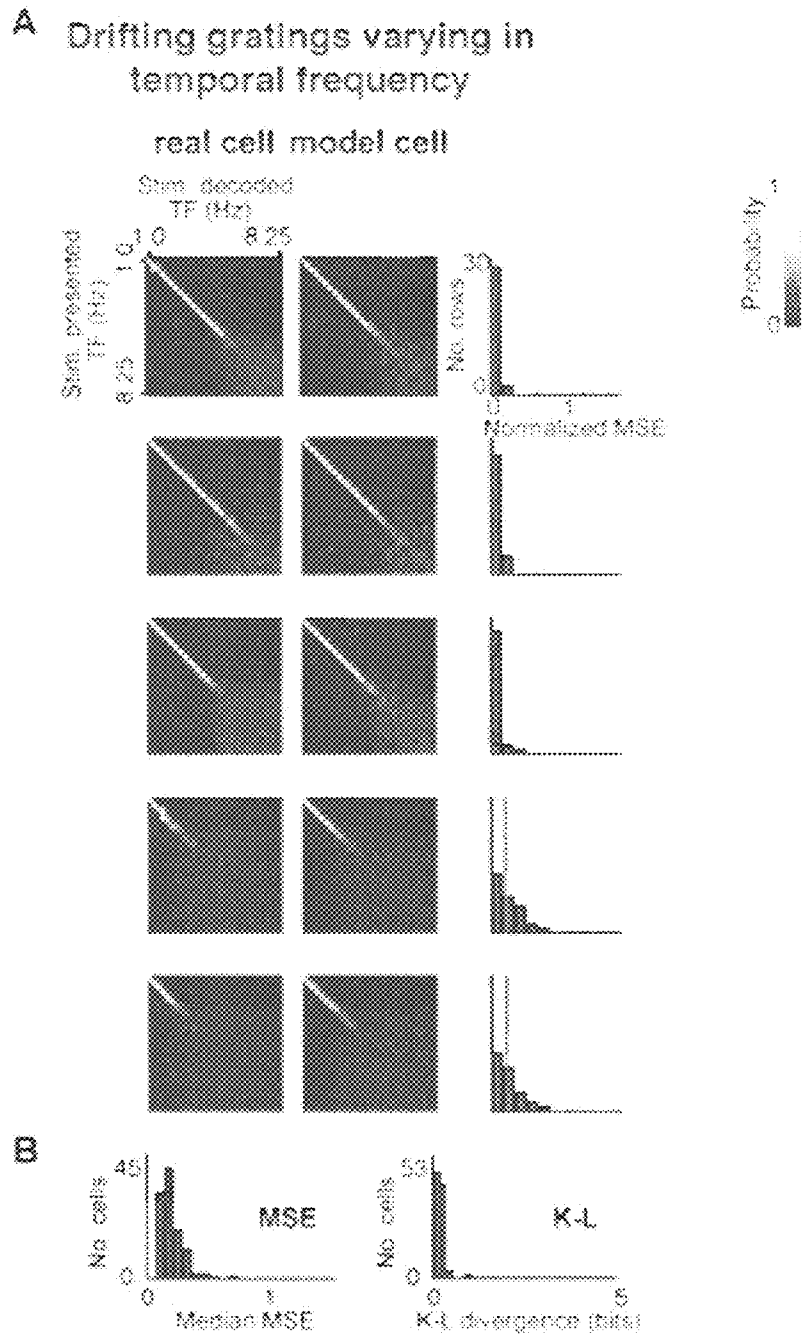 A
Drifting gratings varying in
temporal frequency
real cell model cell
Stim. decoded
TF (Hz)
1.0 8.25
Stim. presented
TF (Hz)
1.0
8.25
No. rows
30
0
0 1
Normalized MSE
Probability
1
0
B
No. cells
45
0
MSE
0 1
Median MSE
No. cells
53
0
K-L
0 5
K-L divergence (bits)